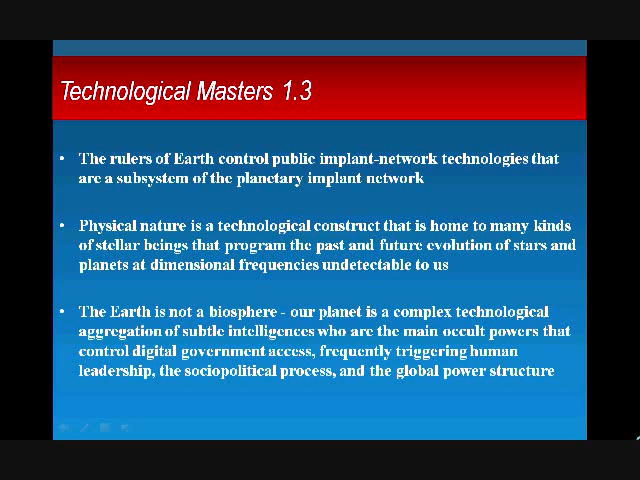 Technological Masters 1.3
• The rulers of Earth control public implant-network technologies that
are a subsystem of the planetary implant network
• Physical nature is a technological construct that is home to many kinds
of stellar beings that program the past and future evolution of stars and
planets at dimensional frequencies undetectable to us
• The Earth is not a biosphere - our planet is a complex technological
aggregation of subtle intelligences who are the main occult powers that
control digital government access, frequently triggering human
leadership, the sociopolitical process, and the global power structure